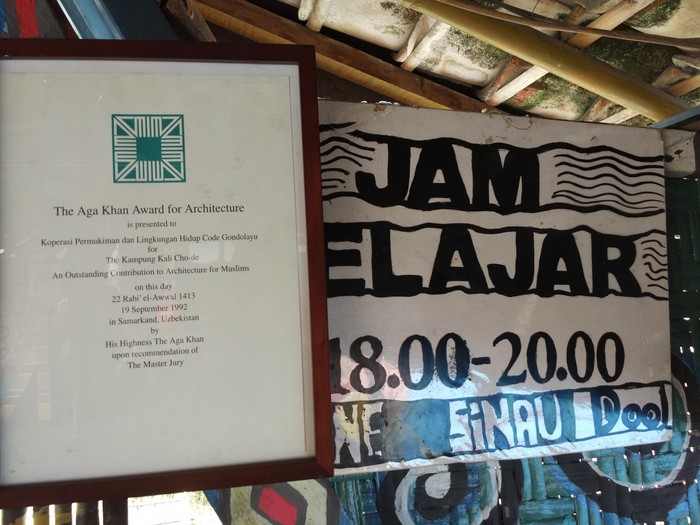 The Aga Khan Award for Architecture
is presented to
Koperasi Permukiman dan Lingkungan Hidup Code Gondolayu
for
The Kampung Kali Cho-de
An Outstanding Contribution to Architecture for Muslims
on this day
22 Rabi' el-Awwal 1413
19 September 1992
in Samarkand, Uzbekistan
by
His Highness The Aga Khan
upon recommendation of
The Master Jury
JAM
ELAJAR
18.00-20.00
NE SiNAU Dool